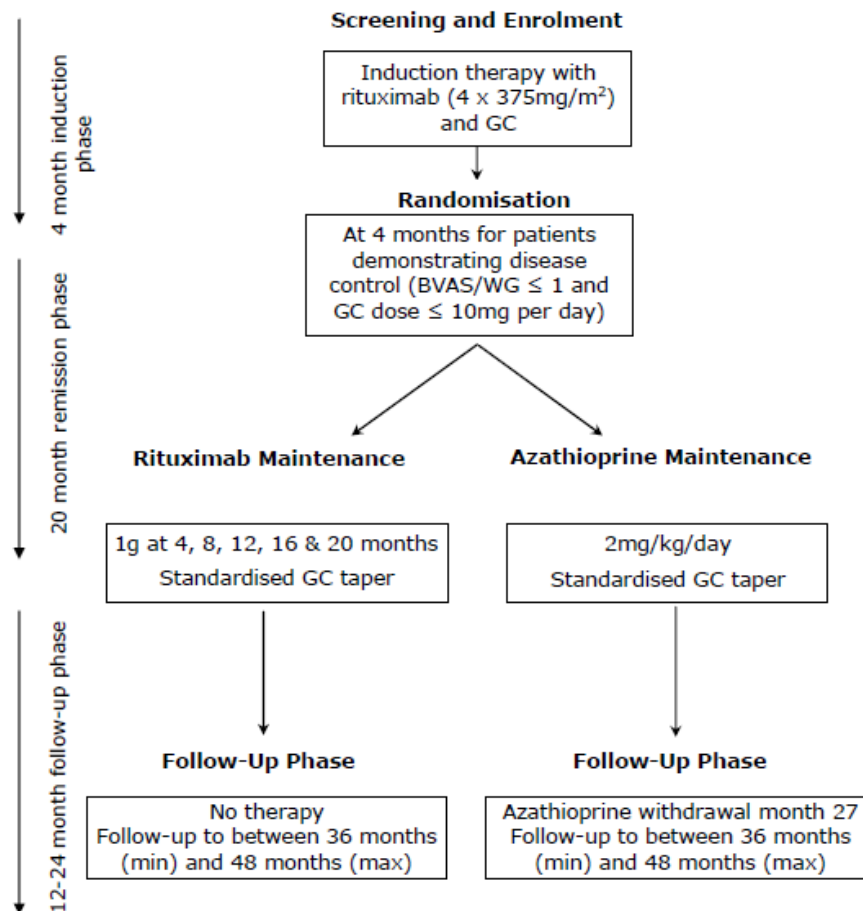 Screening and Enrolment
Induction therapy with
rituximab (4 x 375mg/m²)
and GC
4 month induction
phase
Randomisation
At 4 months for patients
demonstrating disease
control (BVAS/WG ≤ 1 and
GC dose ≤ 10mg per day)
20 month remission phase
Rituximab Maintenance
1g at 4, 8, 12, 16 & 20 months
Standardised GC taper
Azathioprine Maintenance
2mg/kg/day
Standardised GC taper
12-24 month follow-up phase
Follow-Up Phase
No therapy
Follow-up to between 36 months
(min) and 48 months (max)
Follow-Up Phase
Azathioprine withdrawal month 27
Follow-up to between 36 months
(min) and 48 months (max)